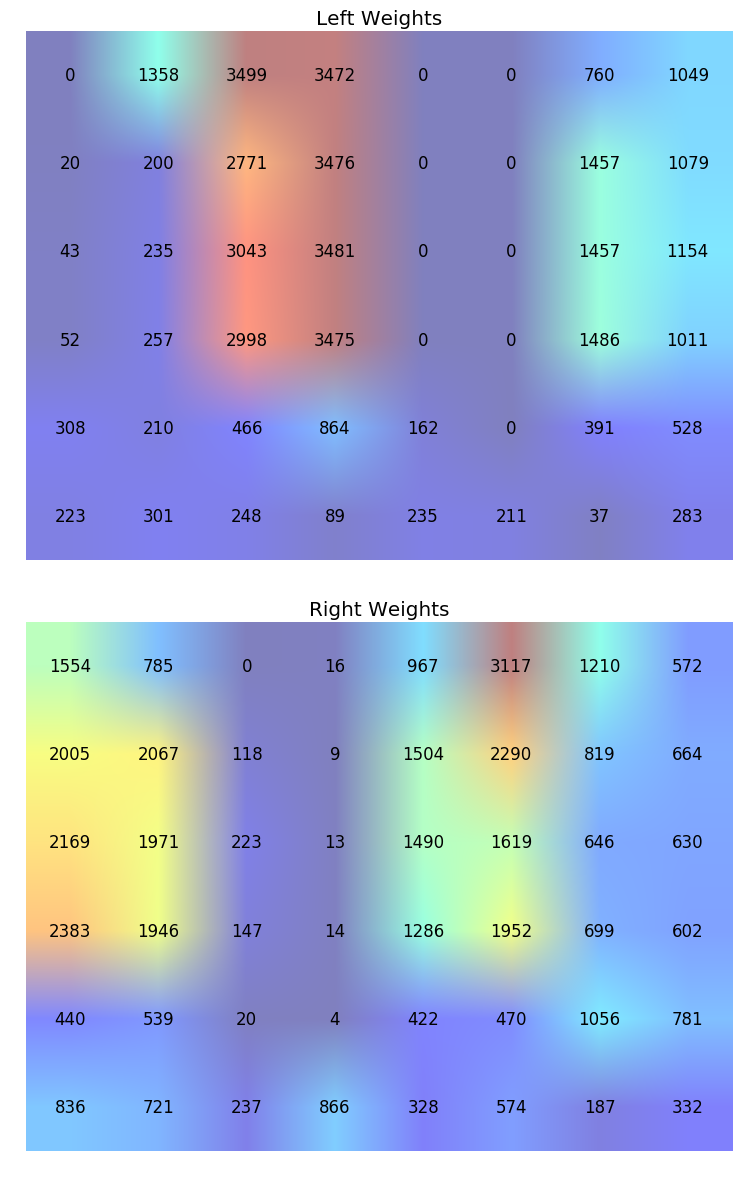 Left Weights
0 1358 3499 3472 0 0 760 1049
20 200 2771 3476 0 0 1457 1079
43 235 3043 3481 0 0 1457 1154
52 257 2998 3475 0 0 1486 1011
308 210 466 864 162 0 391 528
223 301 248 89 235 211 37 283
Right Weights
1554 785 0 16 967 3117 1210 572
2005 2067 118 9 1504 2290 819 664
2169 1971 223 13 1490 1619 646 630
2383 1946 147 14 1286 1952 699 602
440 539 20 4 422 470 1056 781
836 721 237 866 328 574 187 332